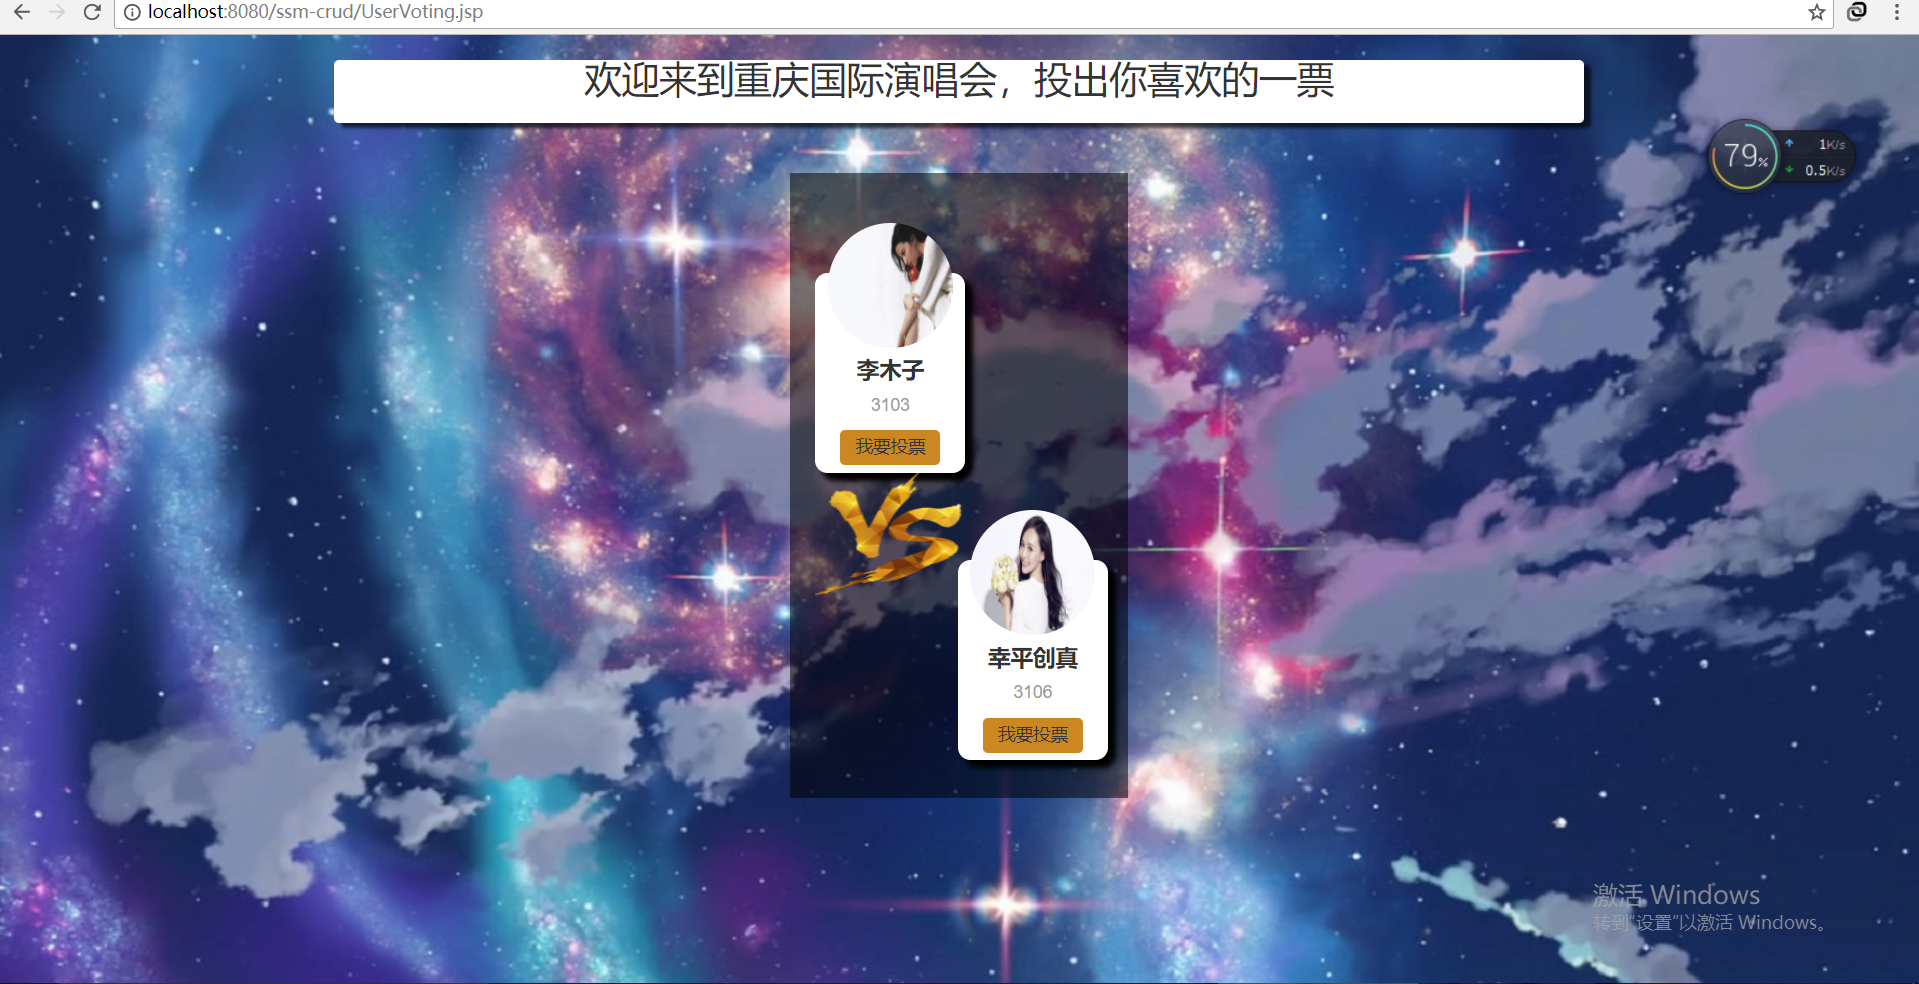 localhost:8080/ssm-crud/UserVoting.jsp
欢迎来到重庆国际演唱会，投出你喜欢的一票
79%
1K/s
0.5K/s
李木子
3103
我要投票
VS
幸平创真
3106
我要投票
激活 Windows
转到“设置”以激活 Windows。